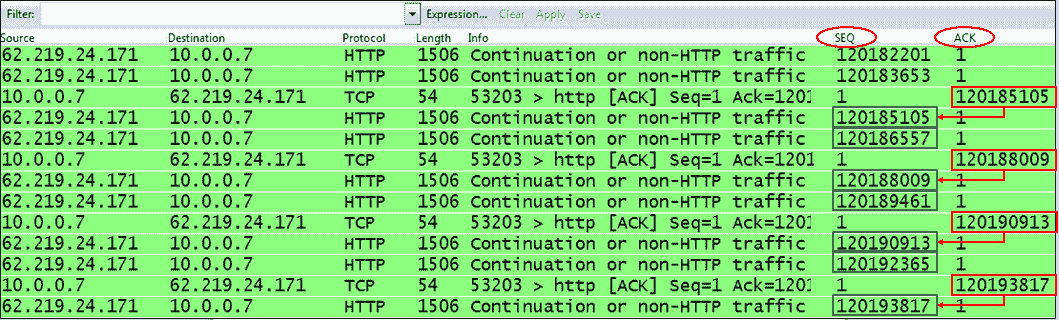 Filter: Expression... Clear Apply Save
Source Destination Protocol Length Info SEQ ACK
62.219.24.171 10.0.0.7 HTTP 1506 Continuation or non-HTTP traffic 120182201 1
62.219.24.171 10.0.0.7 HTTP 1506 Continuation or non-HTTP traffic 120183653 1
10.0.0.7 62.219.24.171 TCP 54 53203 > http [ACK] Seq=1 Ack=1201 1 120185105
62.219.24.171 10.0.0.7 HTTP 1506 Continuation or non-HTTP traffic 120185105 1
62.219.24.171 10.0.0.7 HTTP 1506 Continuation or non-HTTP traffic 120186557 1
10.0.0.7 62.219.24.171 TCP 54 53203 > http [ACK] Seq=1 Ack=1201 1 120188009
62.219.24.171 10.0.0.7 HTTP 1506 Continuation or non-HTTP traffic 120188009 1
62.219.24.171 10.0.0.7 HTTP 1506 Continuation or non-HTTP traffic 120189461 1
10.0.0.7 62.219.24.171 TCP 54 53203 > http [ACK] Seq=1 Ack=1201 1 120190913
62.219.24.171 10.0.0.7 HTTP 1506 Continuation or non-HTTP traffic 120190913 1
62.219.24.171 10.0.0.7 HTTP 1506 Continuation or non-HTTP traffic 120192365 1
10.0.0.7 62.219.24.171 TCP 54 53203 > http [ACK] Seq=1 Ack=1201 1 120193817
62.219.24.171 10.0.0.7 HTTP 1506 Continuation or non-HTTP traffic 120193817 1